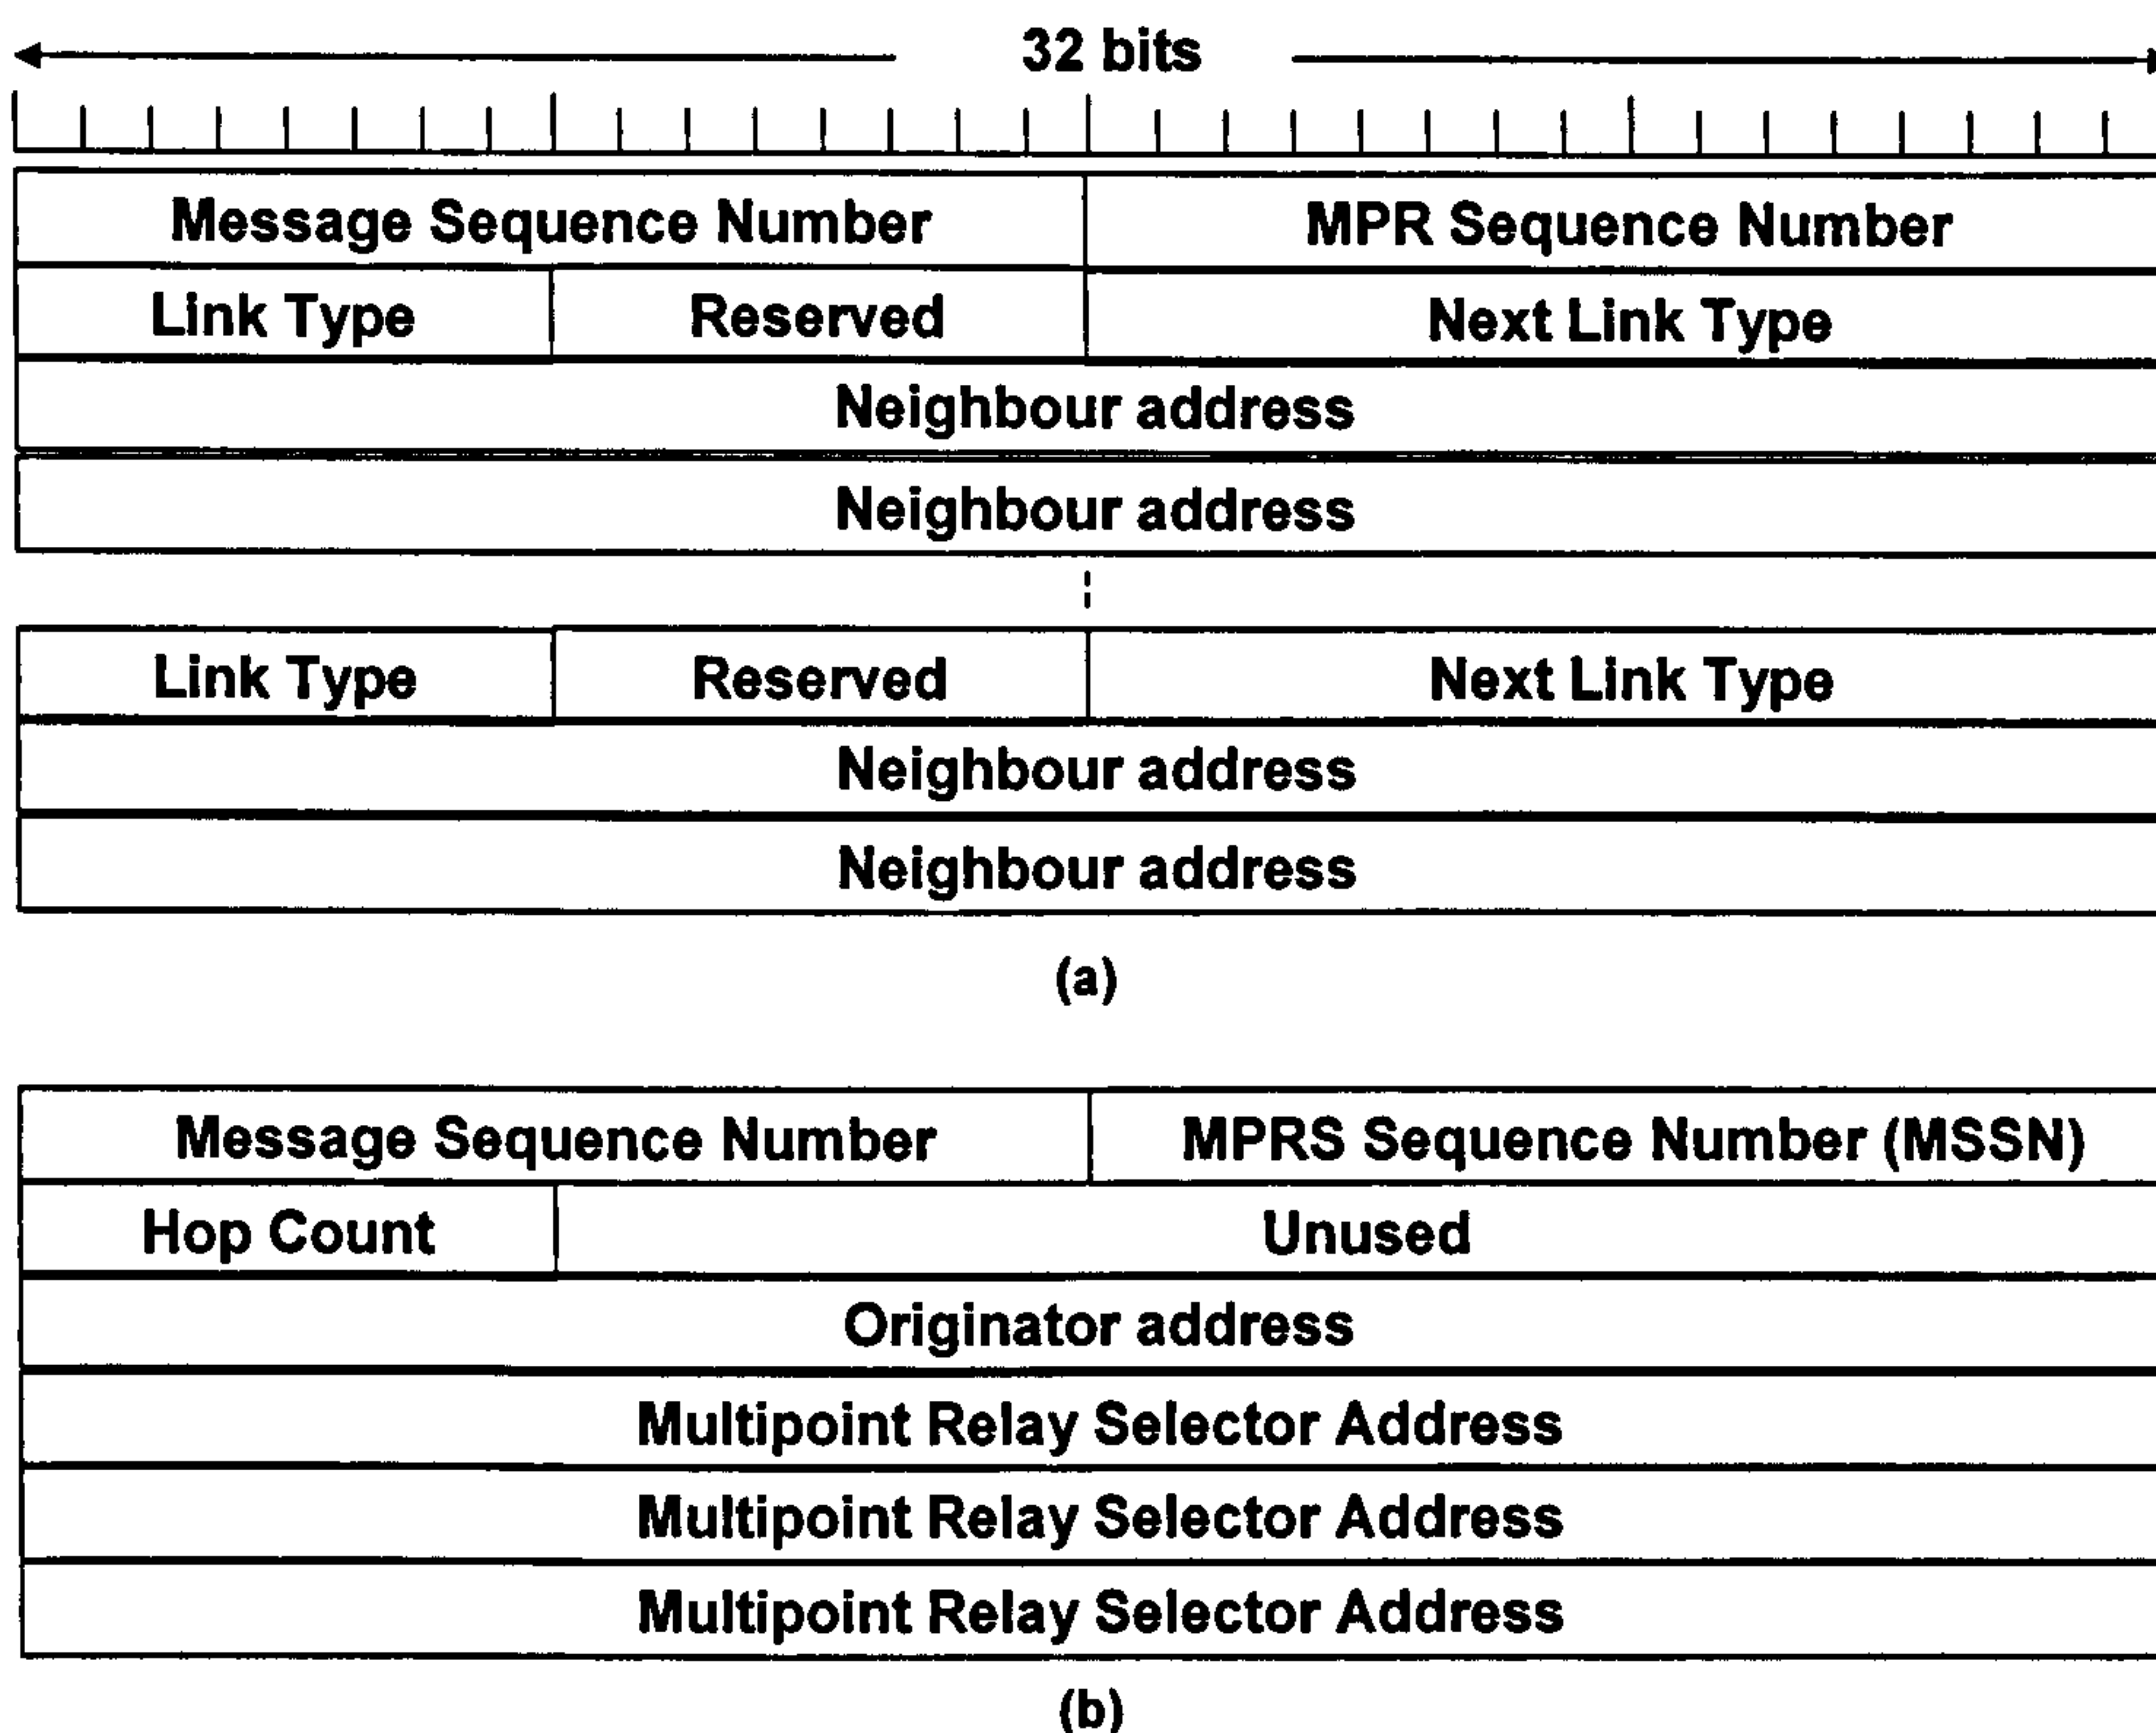 32 bits
Message Sequence Number MPR Sequence Number
Link Type Reserved Next Link Type
Neighbour address
Neighbour address
Link Type Reserved Next Link Type
Neighbour address
Neighbour address
(a)
Message Sequence Number MPRS Sequence Number (MSSN)
Hop Count Unused
Originator address
Multipoint Relay Selector Address
Multipoint Relay Selector Address
Multipoint Relay Selector Address
(b)